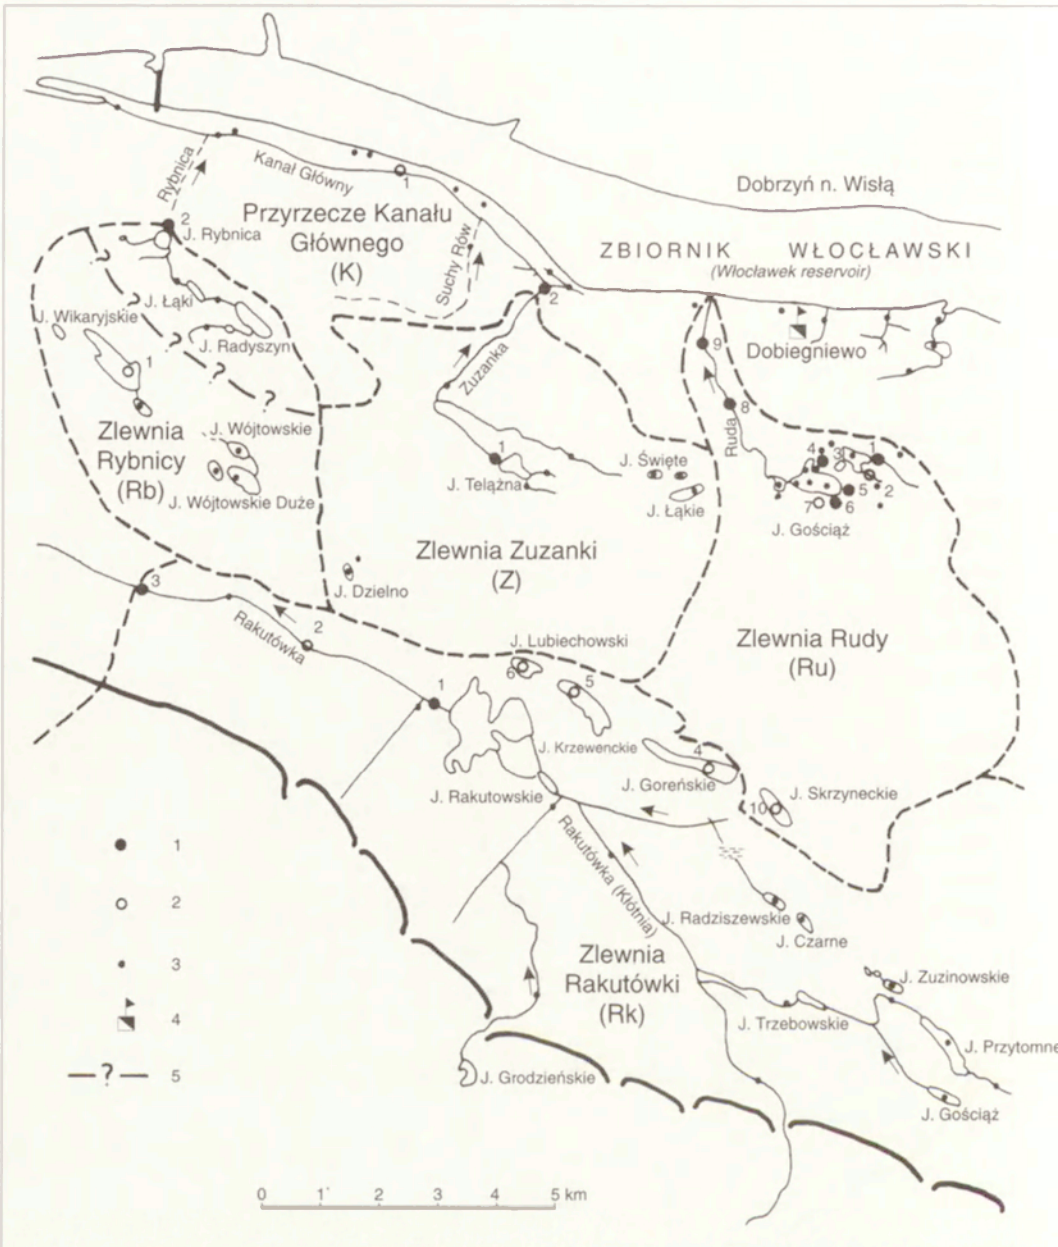 Rybnica
Kanał Główny
1
Dobrzyń n. Wisłą
2
J. Rybnica
Przyrzecze Kanału
Głównego
(K)
Suchy Rów
ZBIORNIK WŁOCŁAWSKI
(Włocławek reservoir)
?
2
J. Łąki
J. Wikaryjskie
J. Radyszyn
?
1
?
?
Zuzanka
9
Dobiegniewo
8
Ruda
Zlewnia
Rybnicy
(Rb)
J. Wójtowskie
J. Wójtowskie Duże
1
J. Telążna
J. Święte
J. Łąkie
4
3
1
5
2
7
6
J. Gościąż
Zlewnia Zuzanki
(Z)
J. Dzielno
3
Rakutówka
2
J. Lubiechowski
6
5
Zlewnia Rudy
(Ru)
1
J. Krzewenckie
4
J. Goreńskie
J. Rakutowskie
10
J. Skrzyneckie
Rakutówka (Kłótnia)
J. Radziszewskie
J. Czarne
Zlewnia
Rakutówki
(Rk)
J. Zuzinowskie
J. Trzebowskie
J. Przytomne
J. Grodzieńskie
J. Gościąż
1
2
3
4
? 5
0 1 2 3 4 5 km